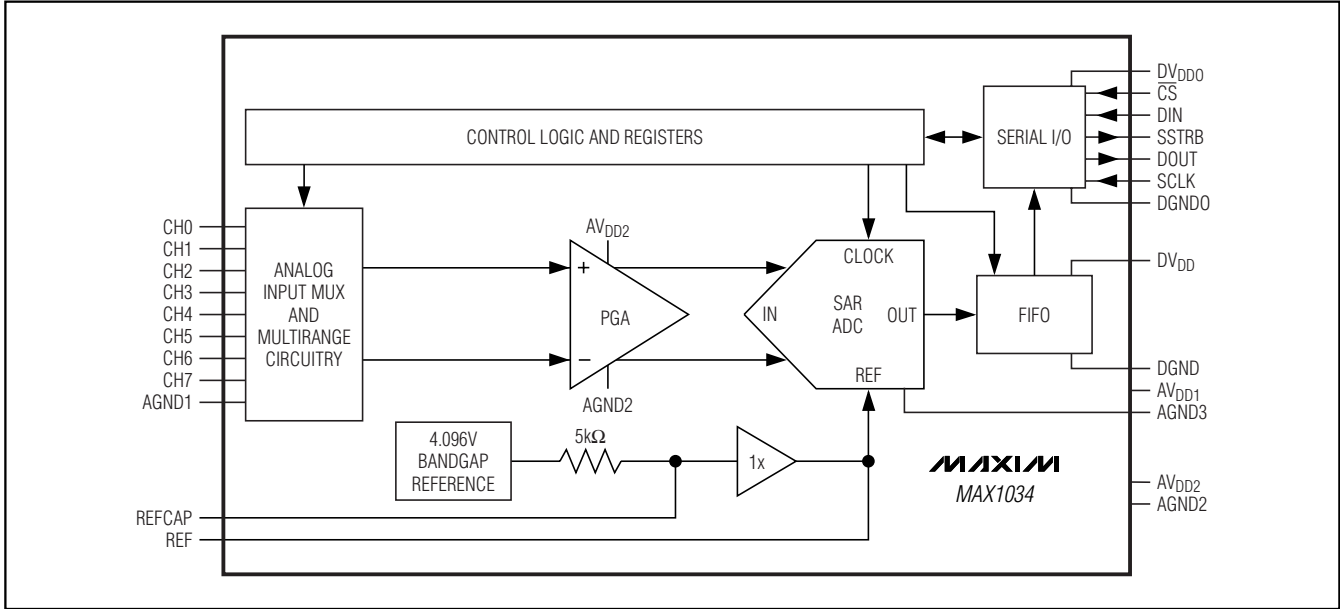 CONTROL LOGIC AND REGISTERS
SERIAL I/O
DVDDO
CS
DIN
SSTRB
DOUT
SCLK
DGNDO
CH0
CH1
CH2
CH3
CH4
CH5
CH6
CH7
AGND1
ANALOG
INPUT MUX
AND
MULTIRANGE
CIRCUITRY
AVDD2
+
PGA
−
AGND2
CLOCK
IN
SAR
ADC
OUT
REF
FIFO
DVDD
DGND
AVDD1
AGND3
4.096V
BANDGAP
REFERENCE
5kΩ
1x
MAXIM
MAX1034
AVDD2
AGND2
REFCAP
REF